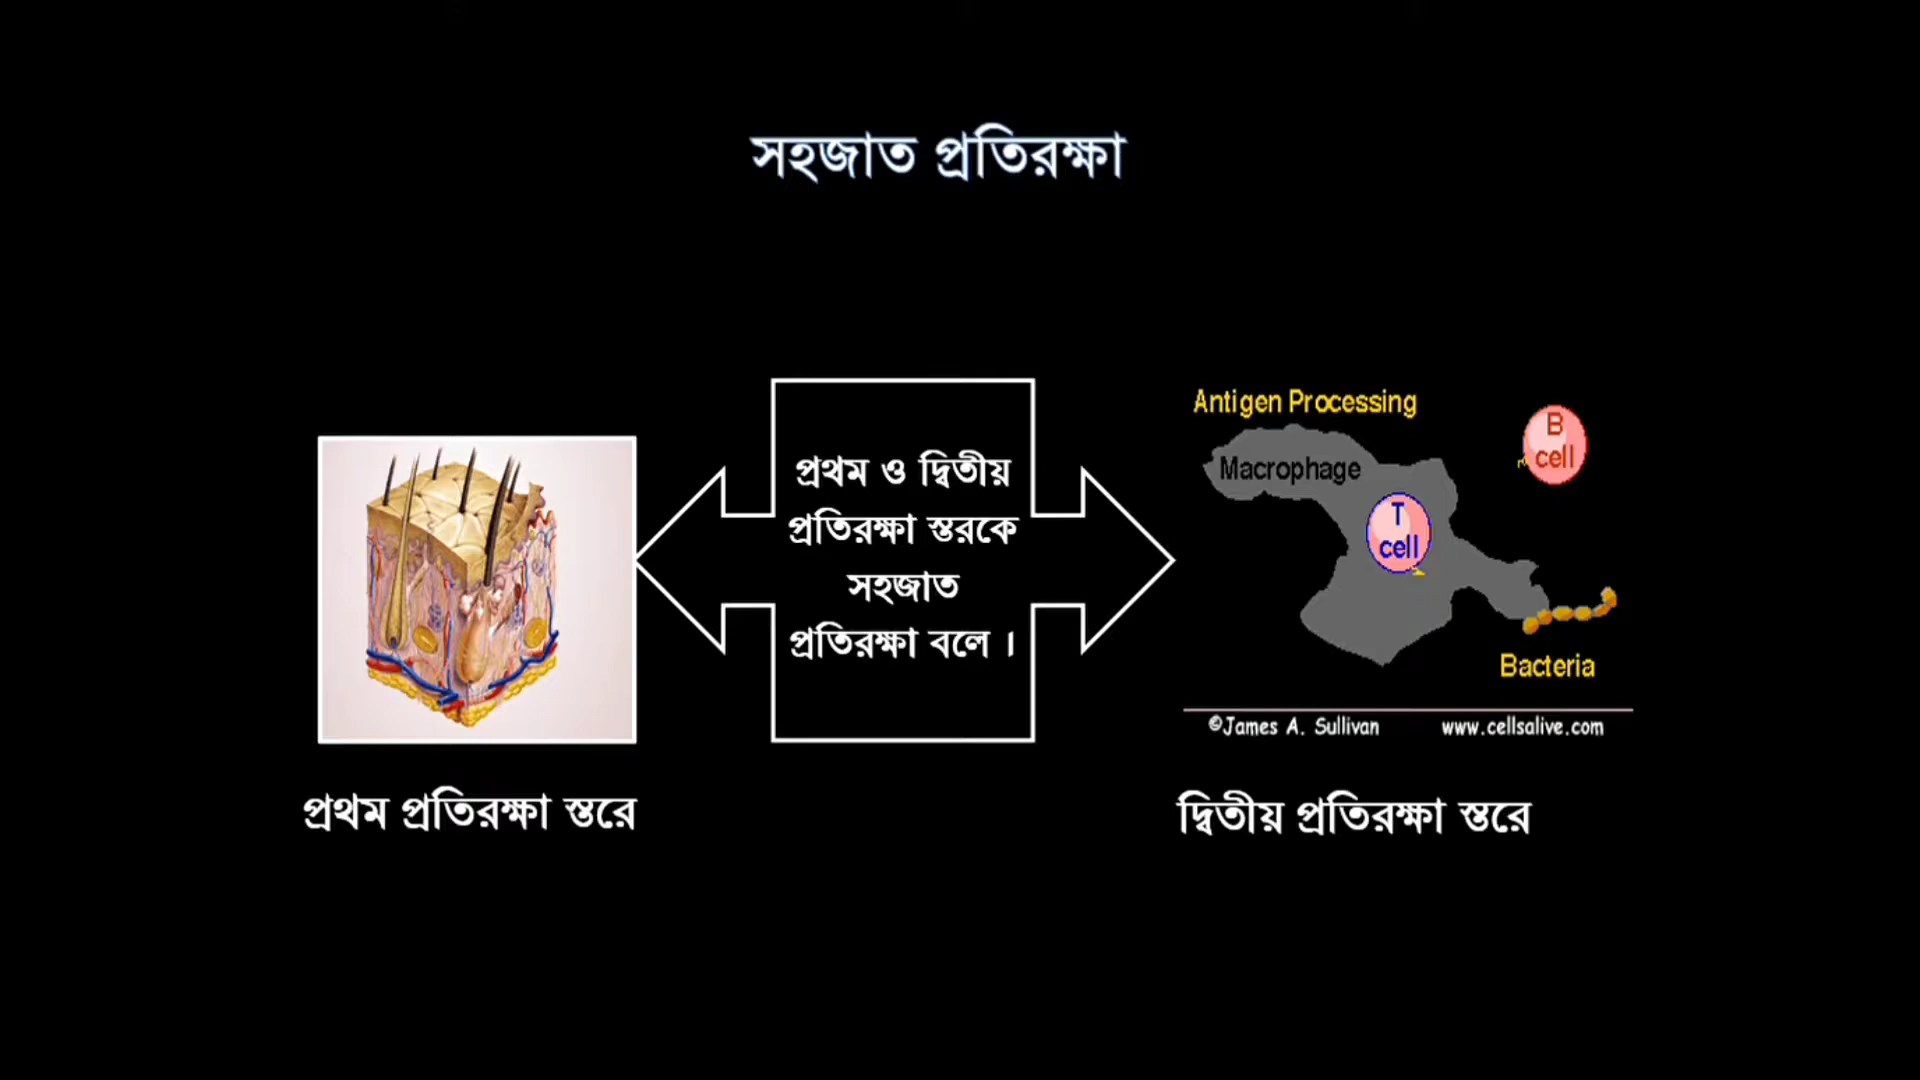 সহজাত প্রতিরক্ষা
প্রথম ও দ্বিতীয়
প্রতিরক্ষা স্তরকে
সহজাত
প্রতিরক্ষা বলে ।
Antigen Processing
Macrophage
B
cell
T
cell
Bacteria
©James A. Sullivan www.cellsalive.com
প্রথম প্রতিরক্ষা স্তরে
দ্বিতীয় প্রতিরক্ষা স্তরে